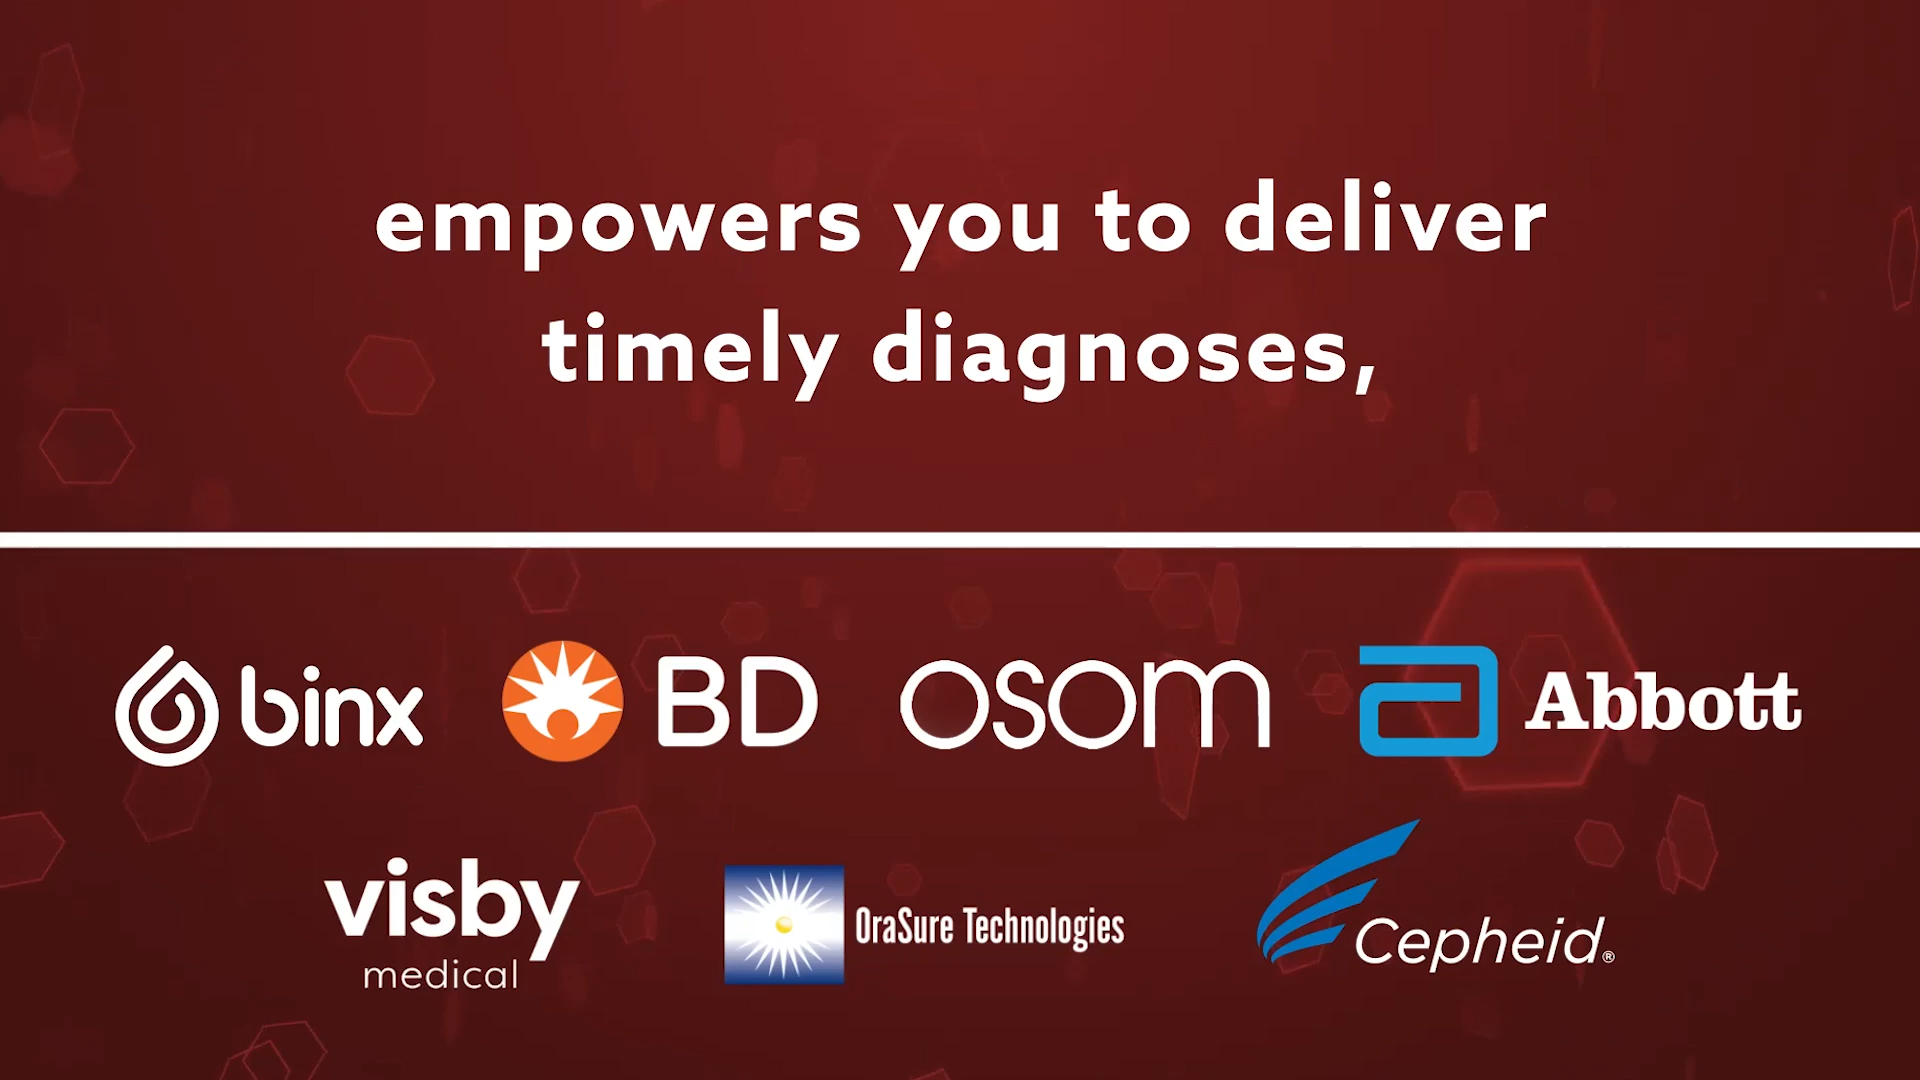 empowers you to deliver
timely diagnoses,
binx
BD
osom
Abbott
visby
medical
OraSure Technologies
Cepheid®